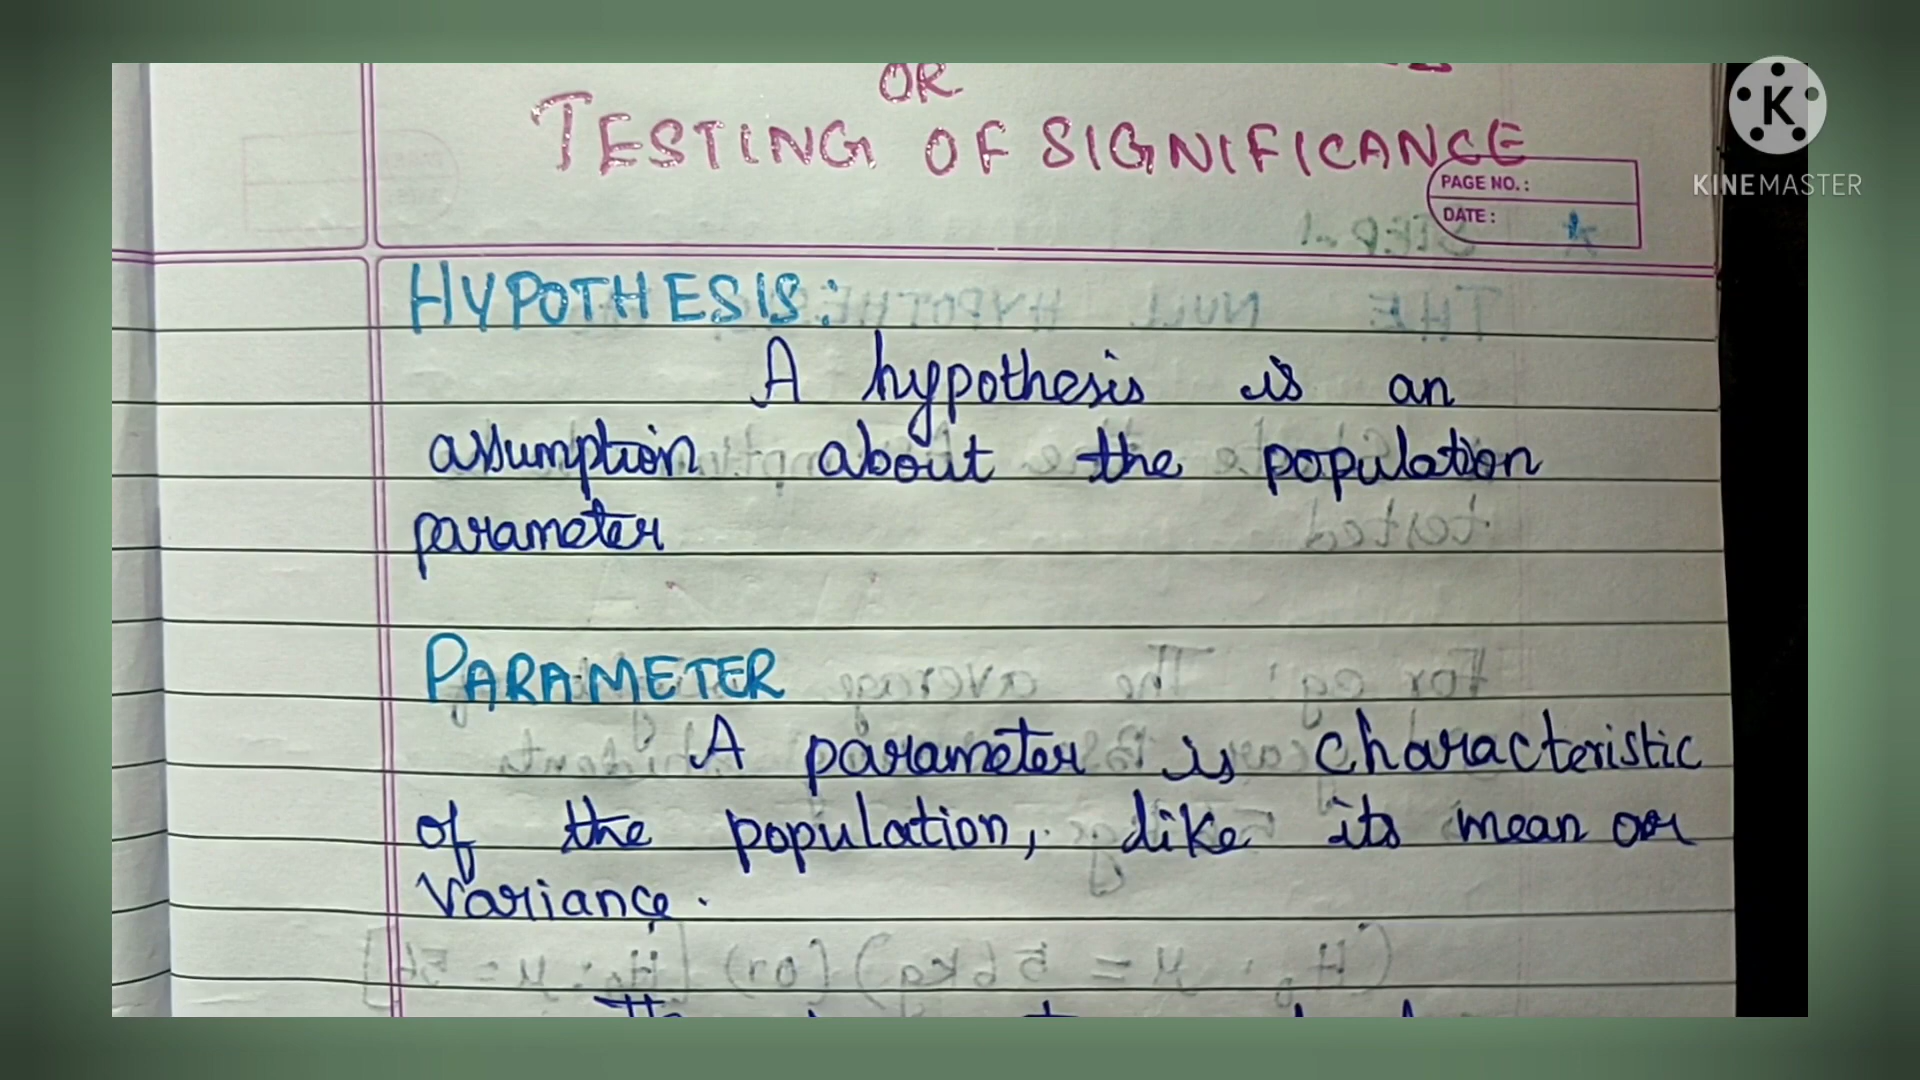 OR
TESTING OF SIGNIFICANCE
PAGE NO.:
DATE:
KINEMASTER
HYPOTHESIS:
A hypothesis is an
assumption about the population
parameter
PARAMETER
A parameter is characteristic
of the population, like its mean or
Variance.